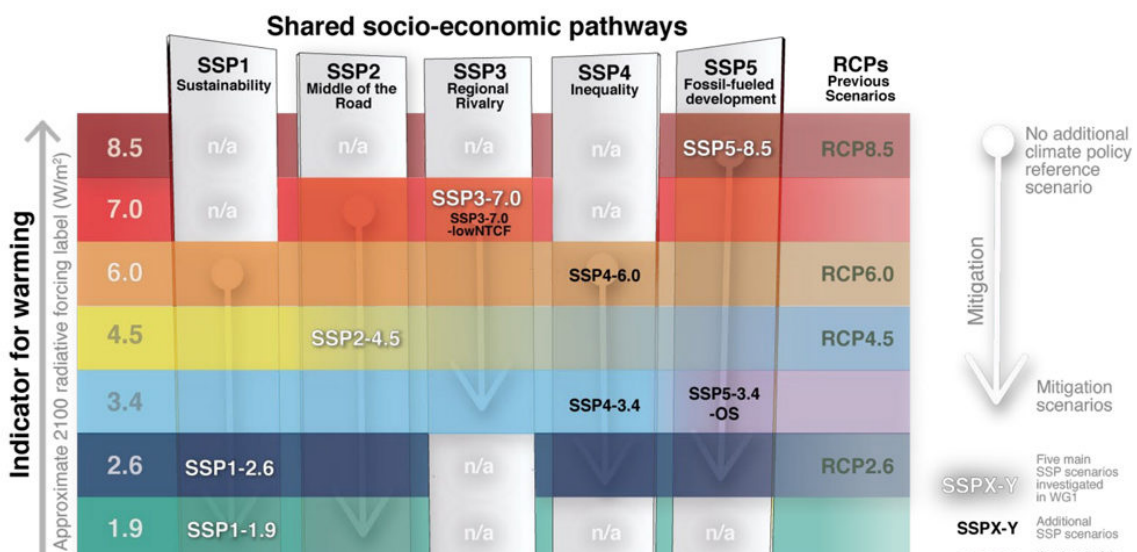 Shared socio-economic pathways
SSP1
Sustainability
SSP2
Middle of the
Road
SSP3
Regional
Rivalry
SSP4
Inequality
SSP5
Fossil-fueled
development
RCPs
Previous
Scenarios
Indicator for warming
Approximate 2100 radiative forcing label (W/m²)
8.5
n/a
n/a
n/a
n/a
SSP5-8.5
RCP8.5
7.0
n/a
SSP3-7.0
SSP3-7.0
-lowNTCF
n/a
6.0
SSP4-6.0
RCP6.0
4.5
SSP2-4.5
RCP4.5
3.4
SSP4-3.4
SSP5-3.4
-OS
2.6
SSP1-2.6
n/a
RCP2.6
1.9
SSP1-1.9
n/a
n/a
n/a
No additional
climate policy
reference
scenario
Mitigation
Mitigation
scenarios
SSPX-Y
Five main
SSP scenarios
investigated
in WG1
SSPX-Y
Additional
SSP scenarios